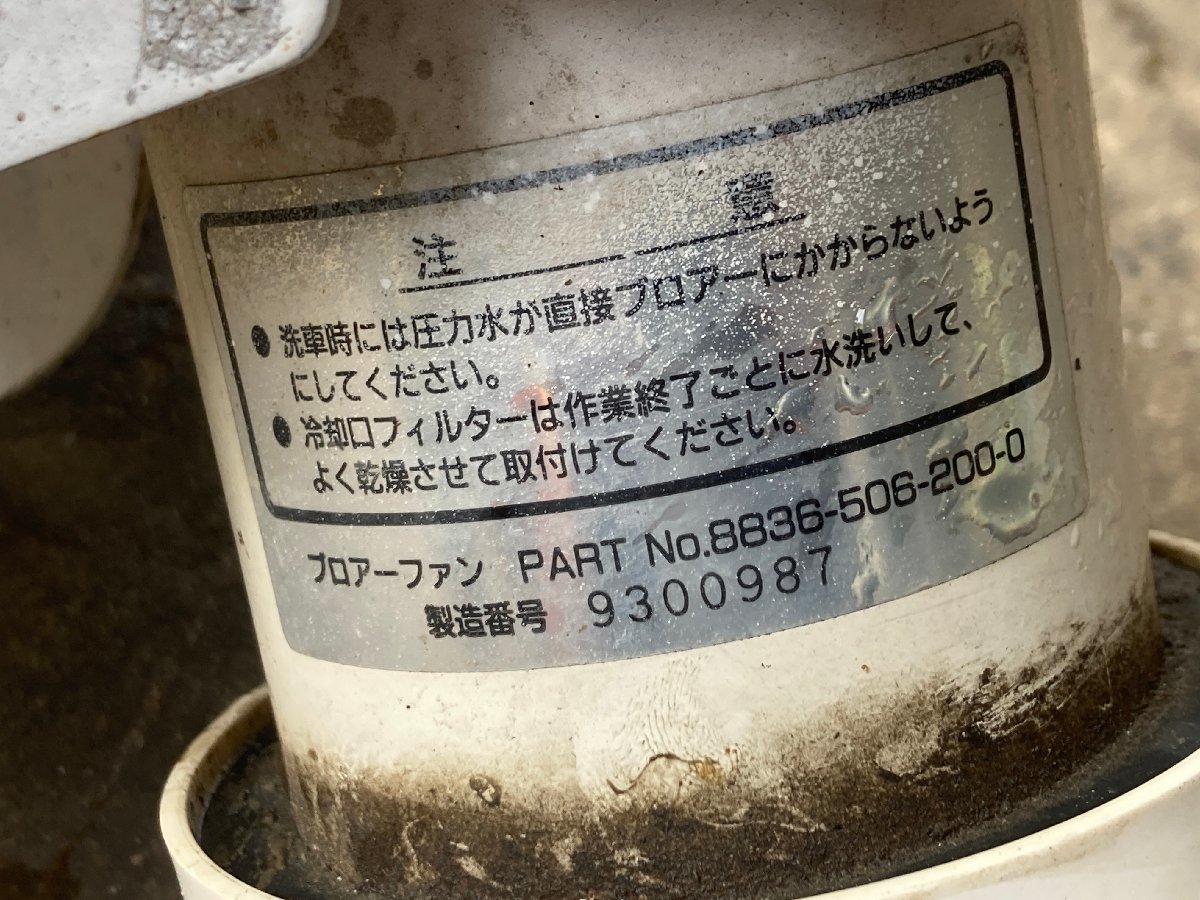 注意
●洗車時には圧力水が直接ブロアーにかからないよう
にしてください。
●冷却口フィルターは作業終了ごとに水洗いして、
よく乾燥させて取付けてください。
ブロアーファン PART No.8836-506-200-0
製造番号 9300987